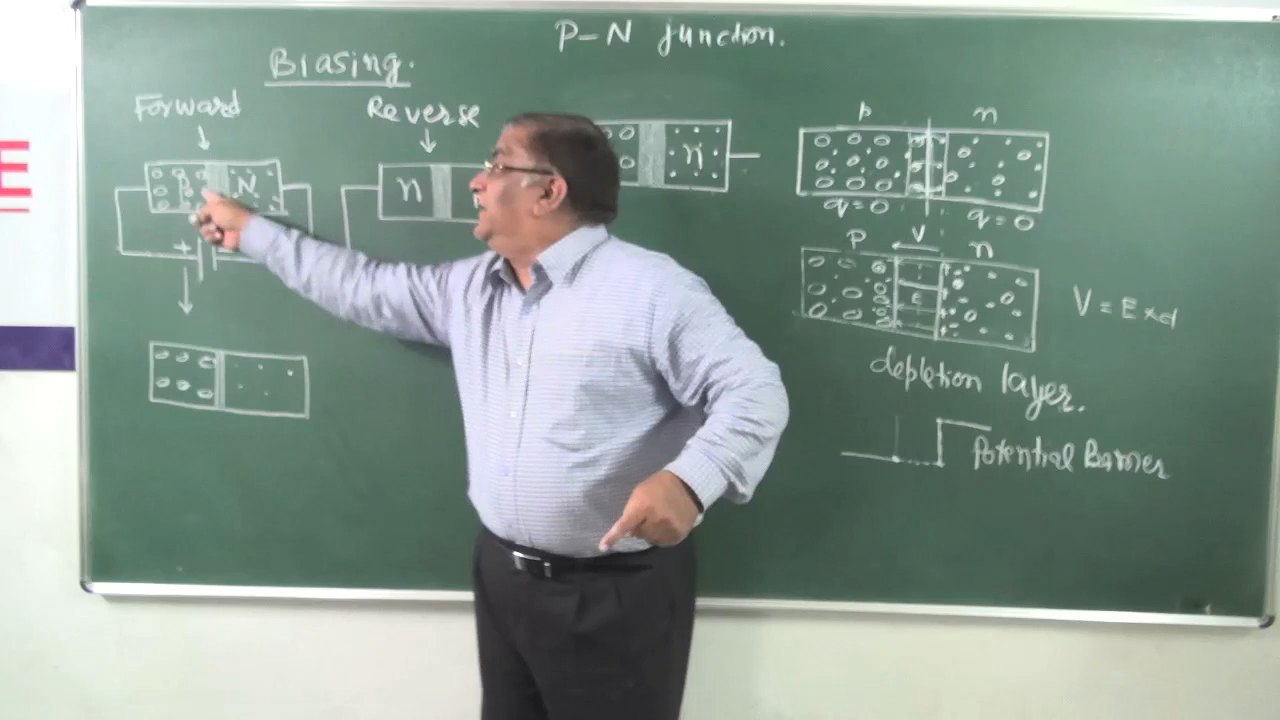 P-N junction.
Biasing.
Forward
Reverse
P N
n
n
p n
q=0 q=0
V
P n
E
V = E x d
depletion layer.
Potential Barrier
+
E